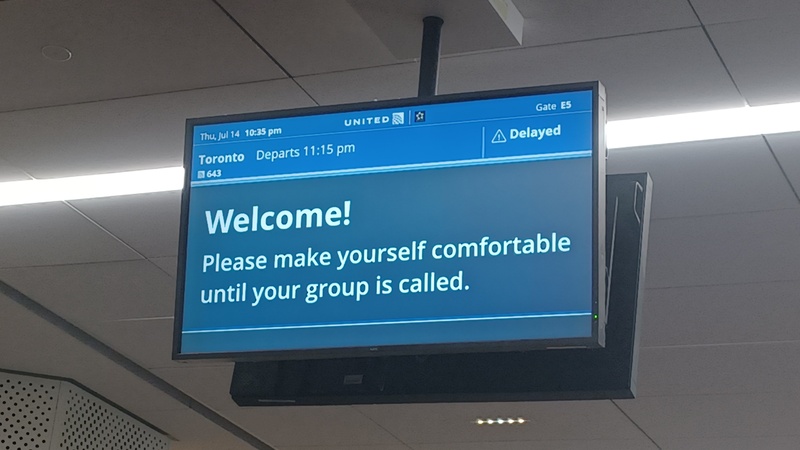 Thu, Jul 14 10:35 pm
UNITED
Gate E5
Toronto Departs 11:15 pm
Delayed
643
Welcome!
Please make yourself comfortable
until your group is called.